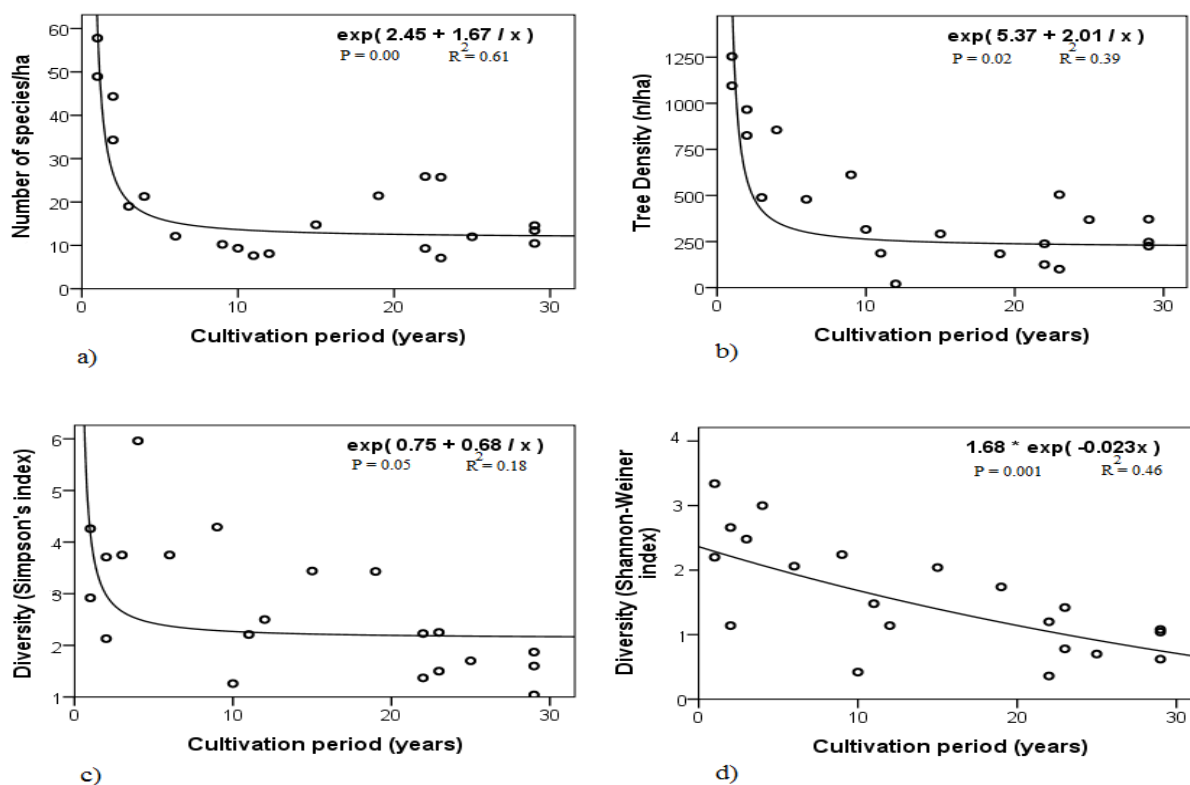 exp( 2.45 + 1.67 / x )
P = 0.00 R2 = 0.61
Number of species/ha
60
50
40
30
20
10
0
0 10 20 30
Cultivation period (years)
a)
exp( 5.37 + 2.01 / x )
P = 0.02 R2 = 0.39
Tree Density (n/ha)
1250
1000
750
500
250
0
0 10 20 30
Cultivation period (years)
b)
exp( 0.75 + 0.68 / x )
P = 0.05 R2 = 0.18
Diversity (Simpson's index)
.6
5
.4
3
.2
1
0 10 20 30
Cultivation period (years)
c)
1.68 * exp( -0.023x )
P = 0.001 R2 = 0.46
Diversity (Shannon-Weiner
index)
4
3
2
1
0
0 10 20 30
Cultivation period (years)
d)